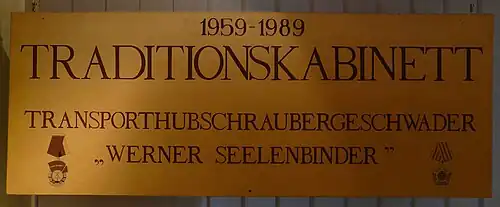 1959-1989
TRADITIONSKABINETT
TRANSPORTHUBSCHRAUBERGESCHWADER
„WERNER SEELENBINDER"